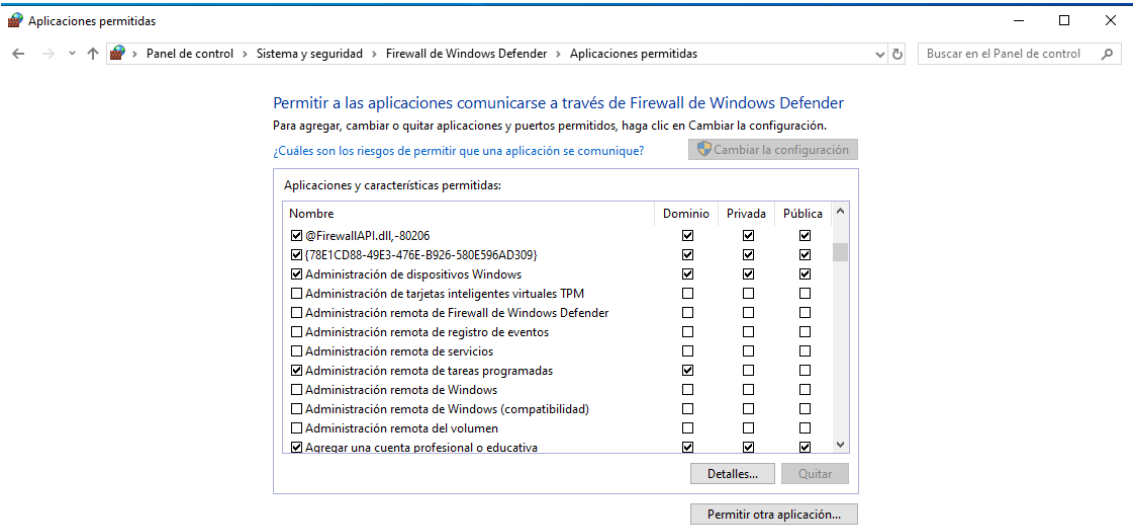 Aplicaciones permitidas
Panel de control > Sistema y seguridad > Firewall de Windows Defender > Aplicaciones permitidas
Buscar en el Panel de control
Permitir a las aplicaciones comunicarse a través de Firewall de Windows Defender
Para agregar, cambiar o quitar aplicaciones y puertos permitidos, haga clic en Cambiar la configuración.
¿Cuáles son los riesgos de permitir que una aplicación se comunique?
Cambiar la configuración
Aplicaciones y características permitidas:
Nombre Dominio Privada Pública
@FirewallAPI.dll,-80206
{78E1CD88-49E3-476E-B926-580E596AD309}
Administración de dispositivos Windows
Administración de tarjetas inteligentes virtuales TPM
Administración remota de Firewall de Windows Defender
Administración remota de registro de eventos
Administración remota de servicios
Administración remota de tareas programadas
Administración remota de Windows
Administración remota de Windows (compatibilidad)
Administración remota del volumen
Agregar una cuenta profesional o educativa
Detalles... Quitar
Permitir otra aplicación...